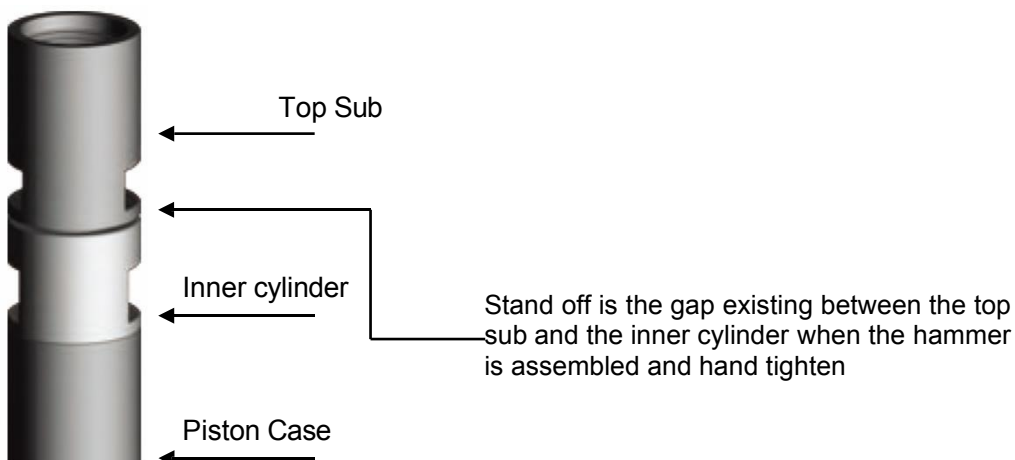 Top Sub
Inner cylinder
Stand off is the gap existing between the top
sub and the inner cylinder when the hammer
is assembled and hand tighten
Piston Case